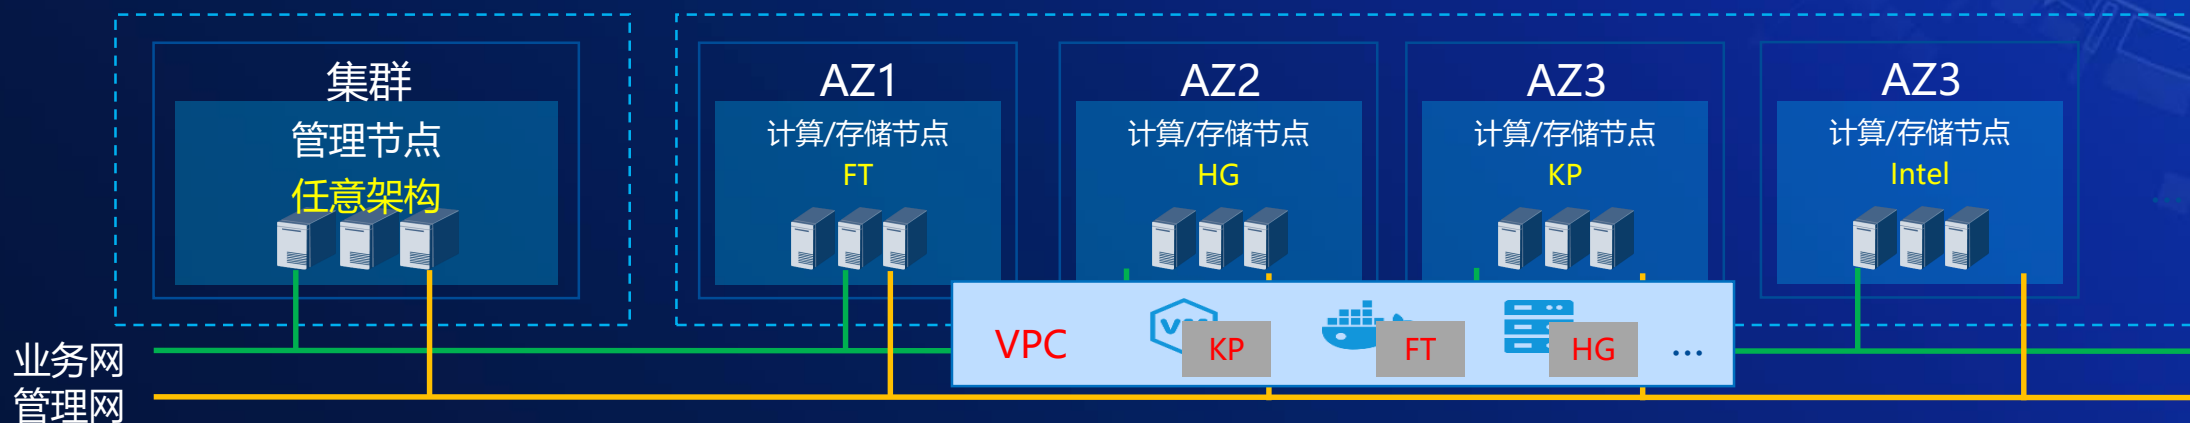 集群
管理节点
任意架构
AZ1
计算/存储节点
FT
AZ2
计算/存储节点
HG
AZ3
计算/存储节点
KP
AZ3
计算/存储节点
Intel
...
VPC
KP
FT
HG
...
业务网
管理网